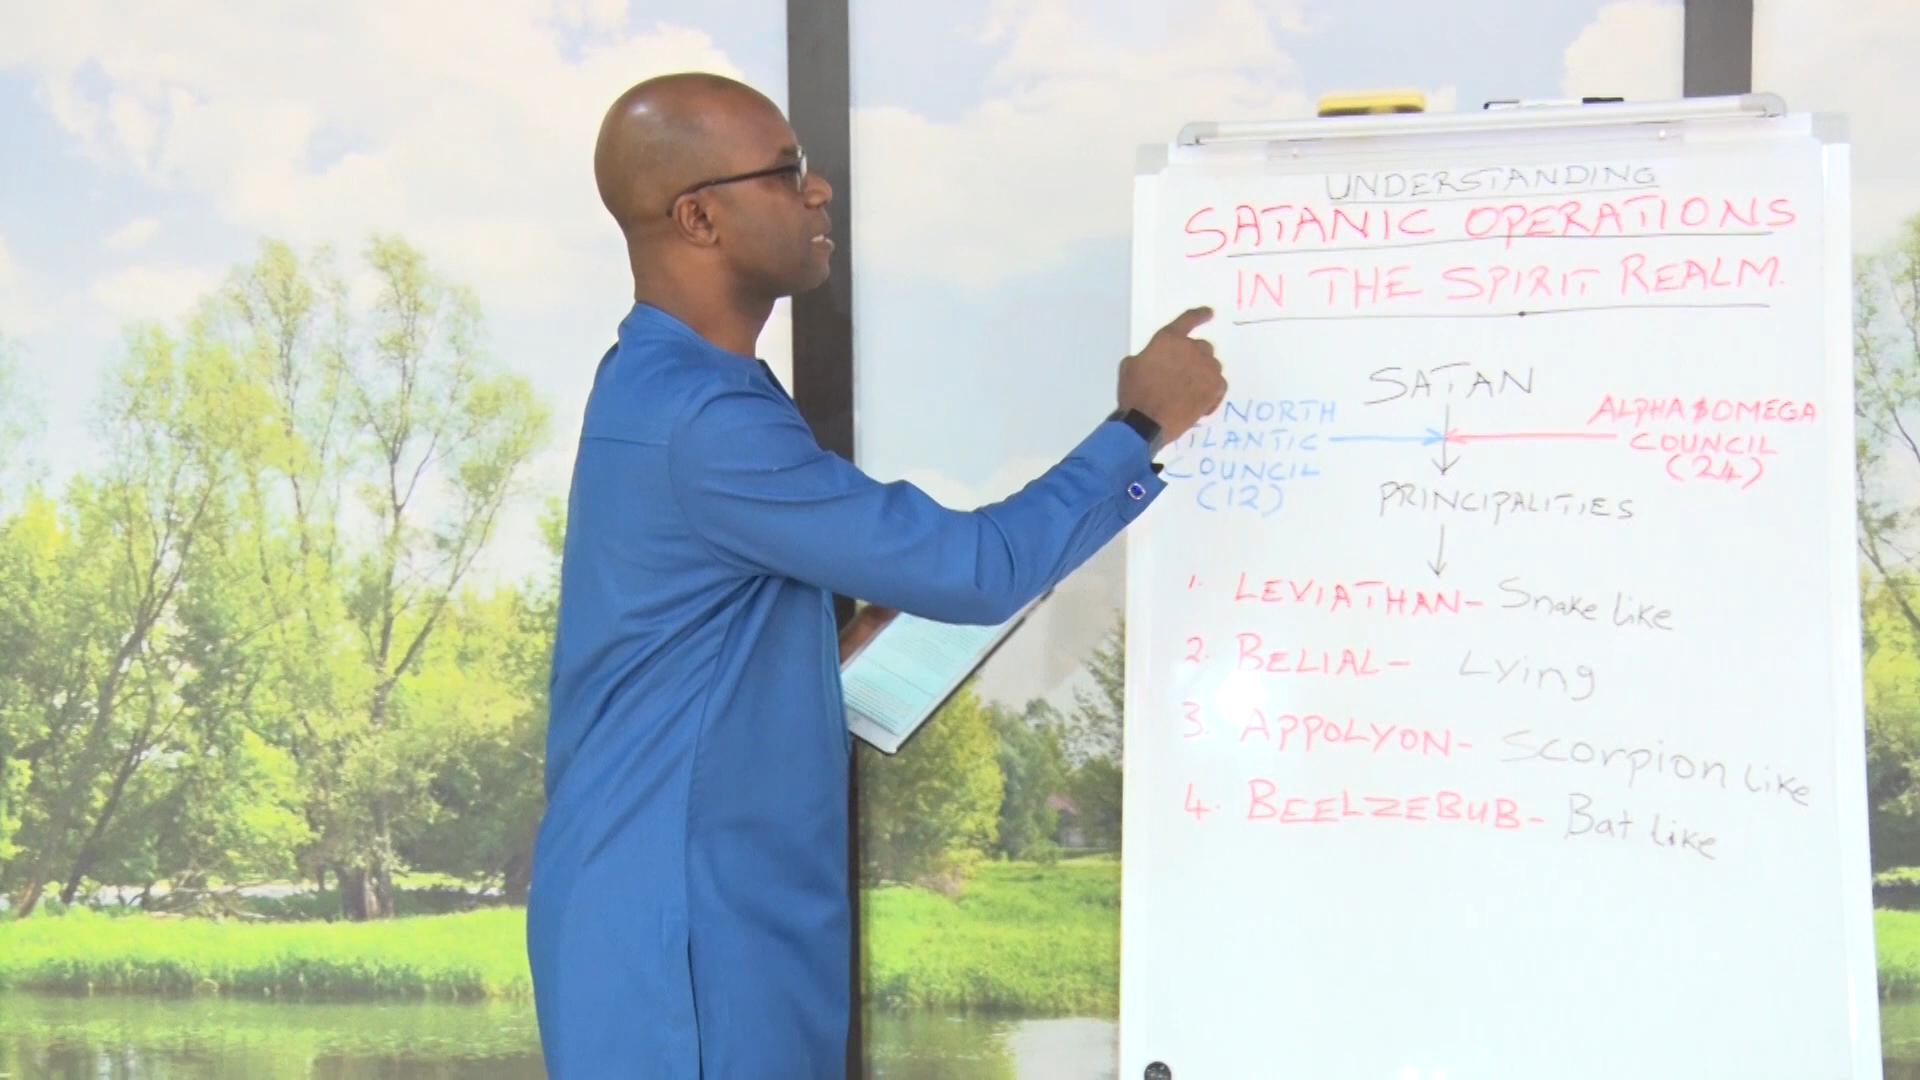 UNDERSTANDING
SATANIC OPERATIONS
IN THE SPIRIT REALM.
SATAN
NORTH
TLANTIC
COUNCIL
(12)
ALPHA & OMEGA
COUNCIL
(24)
PRINCIPALITIES
1. LEVIATHAN- Snake like
2. BELIAL- Lying
3. APPOLYON- Scorpion like
4. BEELZEBUB- Bat like